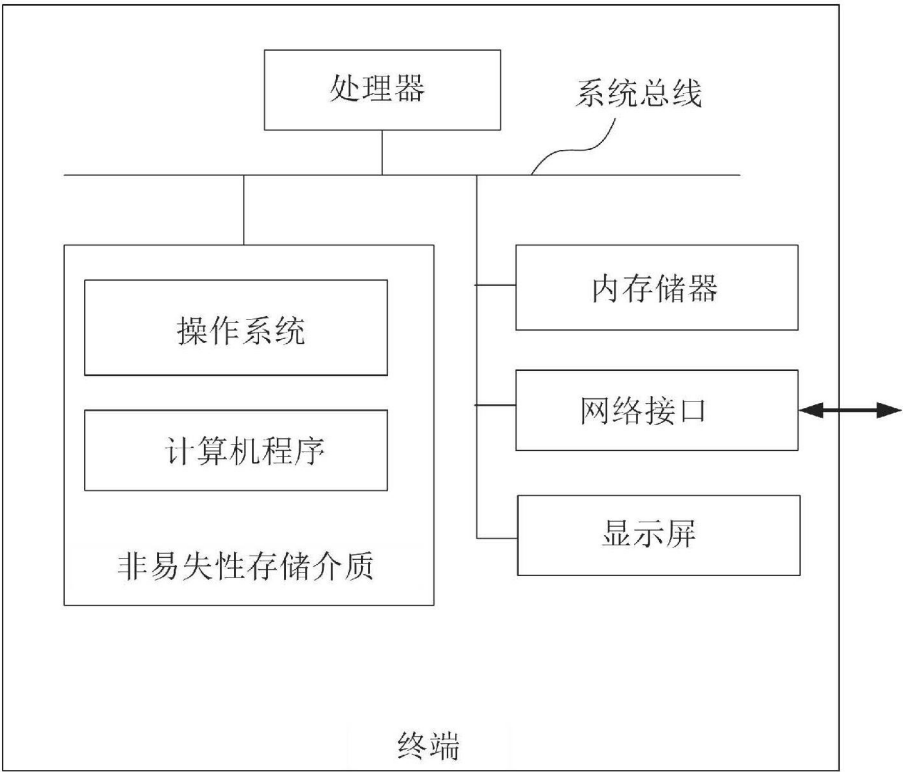 处理器
系统总线
操作系统
计算机程序
非易失性存储介质
内存储器
网络接口
显示屏
终端